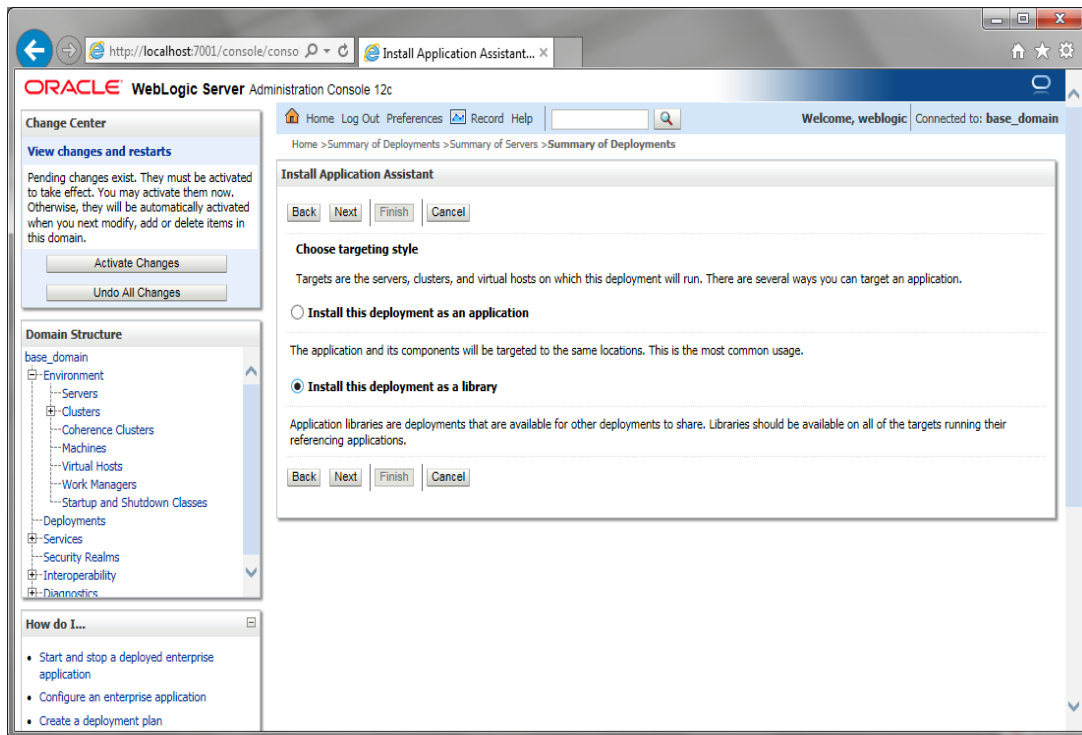 X
http://localhost:7001/console/conso
Install Application Assistant... ×
ORACLE WebLogic Server Administration Console 12c
Change Center
View changes and restarts
Pending changes exist. They must be activated
to take effect. You may activate them now.
Otherwise, they will be automatically activated
when you next modify, add or delete items in
this domain.
Activate Changes
Undo All Changes
Domain Structure
base_domain
Environment
Servers
Clusters
Coherence Clusters
Machines
Virtual Hosts
Work Managers
Startup and Shutdown Classes
Deployments
Services
Security Realms
Interoperability
Diagnostics
How do I...
• Start and stop a deployed enterprise
application
• Configure an enterprise application
• Create a deployment plan
Home Log Out Preferences Record Help
Welcome, weblogic Connected to: base_domain
Home >Summary of Deployments >Summary of Servers >Summary of Deployments
Install Application Assistant
Back Next Finish Cancel
Choose targeting style
Targets are the servers, clusters, and virtual hosts on which this deployment will run. There are several ways you can target an application.
Install this deployment as an application
The application and its components will be targeted to the same locations. This is the most common usage.
Install this deployment as a library
Application libraries are deployments that are available for other deployments to share. Libraries should be available on all of the targets running their
referencing applications.
Back Next Finish Cancel